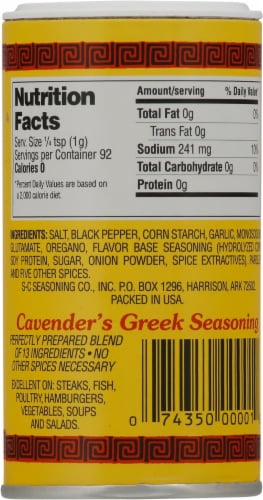 Nutrition
Facts
Serv. Size ¼ tsp (1g)
Servings per Container 92
Calories 0
*Percent Daily Values are based on
a 2,000 calorie diet.
Amount/serving % Daily Value*
Total Fat 0g 0%
Trans Fat 0g
Sodium 241 mg 10%
Total Carbohydrate 0g 0%
Protein 0g
INGREDIENTS: SALT, BLACK PEPPER, CORN STARCH, GARLIC,
GLUTAMATE, OREGANO, FLAVOR BASE SEASONING (HYDROLYZED
SOY PROTEIN, SUGAR, ONION POWDER, SPICE EXTRACTIVES),
AND FIVE OTHER SPICES.
S-C SEASONING CO., INC. P.O. BOX 1296, HARRISON, ARK 72602.
PACKED IN USA.
Cavender's Greek Seasoning
PERFECTLY PREPARED BLEND
OF 13 INGREDIENTS • NO
OTHER SPICES NECESSARY
EXCELLENT ON: STEAKS, FISH,
POULTRY, HAMBURGERS,
VEGETABLES, SOUPS
AND SALADS.
0 74350 00001